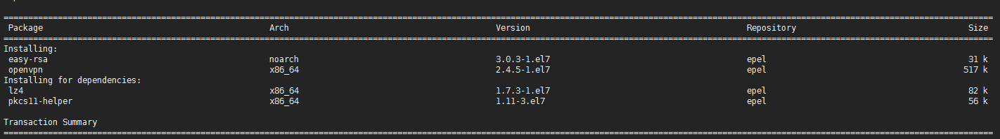 ================================================================================
Package Arch Version Repository Size
================================================================================
Installing:
easy-rsa noarch 3.0.3-1.el7 epel 31 k
openvpn x86_64 2.4.5-1.el7 epel 517 k
Installing for dependencies:
lz4 x86_64 1.7.3-1.el7 epel 82 k
pkcs11-helper x86_64 1.11-3.el7 epel 56 k
Transaction Summary
================================================================================